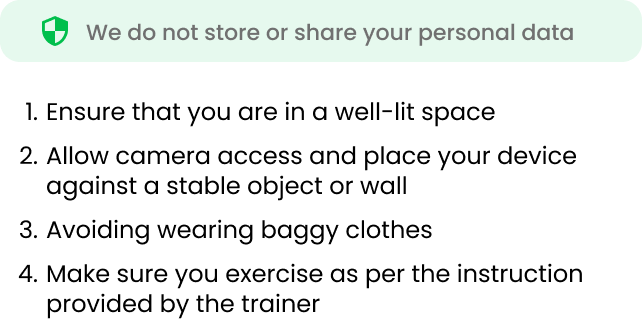 We do not store or share your personal data
1. Ensure that you are in a well-lit space
2. Allow camera access and place your device
against a stable object or wall
3. Avoiding wearing baggy clothes
4. Make sure you exercise as per the instruction
provided by the trainer